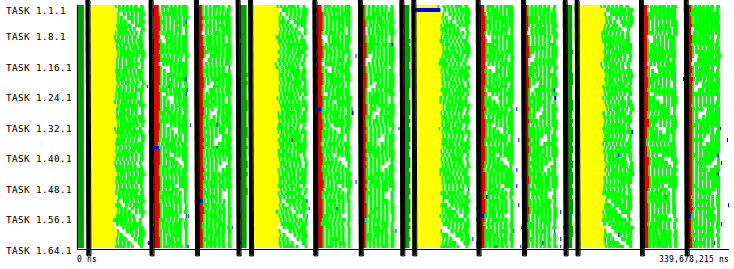 TASK 1.1.1
TASK 1.8.1
TASK 1.16.1
TASK 1.24.1
TASK 1.32.1
TASK 1.40.1
TASK 1.48.1
TASK 1.56.1
TASK 1.64.1
0 ns
339,678,215 ns